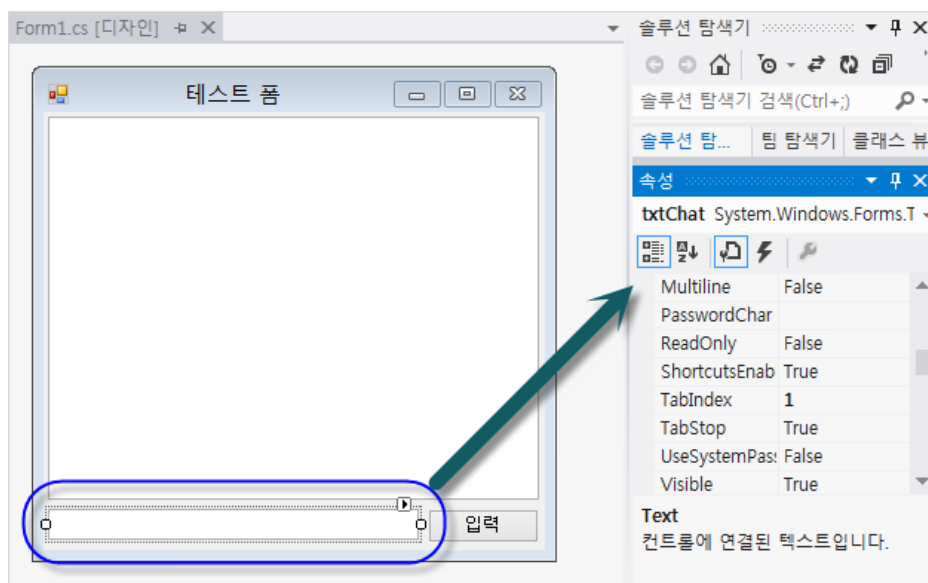 Form1.cs [디자인]
테스트 폼
입력
솔루션 탐색기
솔루션 탐색기 검색(Ctrl+;)
솔루션 탐... 팀 탐색기 클래스 뷰
속성
txtChat System.Windows.Forms.T
Multiline False
PasswordChar
ReadOnly False
ShortcutsEnab True
TabIndex 1
TabStop True
UseSystemPas False
Visible True
Text
컨트롤에 연결된 텍스트입니다.